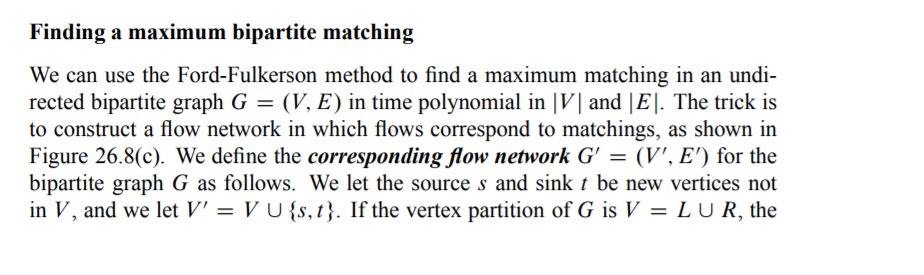 Finding a maximum bipartite matching
We can use the Ford-Fulkerson method to find a maximum matching in an undi-
rected bipartite graph G = (V, E) in time polynomial in |V| and |E|. The trick is
to construct a flow network in which flows correspond to matchings, as shown in
Figure 26.8(c). We define the corresponding flow network G′ = (V′, E′) for the
bipartite graph G as follows. We let the source s and sink t be new vertices not
in V, and we let V′ = V ∪ {s, t}. If the vertex partition of G is V = L ∪ R, the